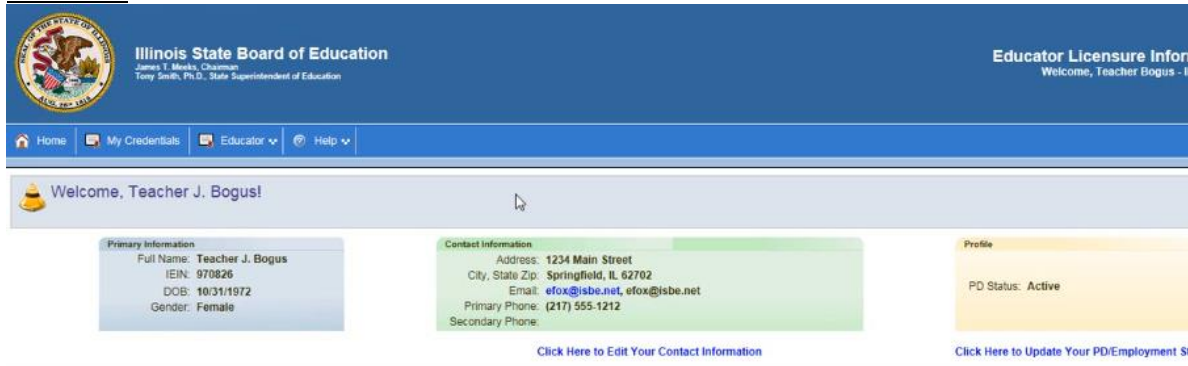 Illinois State Board of Education
James T. Meeks, Chairman
Tony Smith, Ph.D., State Superintendent of Education
Educator Licensure Infor
Welcome, Teacher Bogus - I
Home My Credentials Educator Help
Welcome, Teacher J. Bogus!
Primary Information
Full Name: Teacher J. Bogus
IEIN: 970826
DOB: 10/31/1972
Gender: Female
Contact Information
Address: 1234 Main Street
City, State Zip: Springfield, IL 62702
Email: efox@isbe.net, efox@isbe.net
Primary Phone: (217) 555-1212
Secondary Phone:
Click Here to Edit Your Contact Information
Profile
PD Status: Active
Click Here to Update Your PD/Employment S